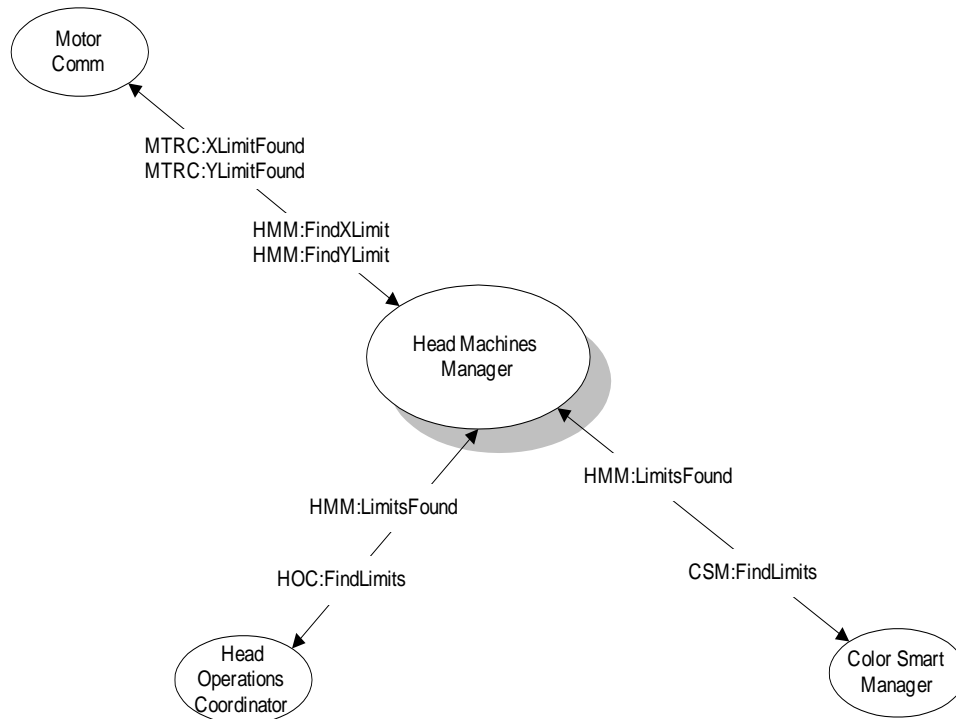 Motor
Comm
MTRC:XLimitFound
MTRC:YLimitFound
HMM:FindXLimit
HMM:FindYLimit
Head Machines
Manager
HMM:LimitsFound
HMM:LimitsFound
HOC:FindLimits
CSM:FindLimits
Head
Operations
Coordinator
Color Smart
Manager